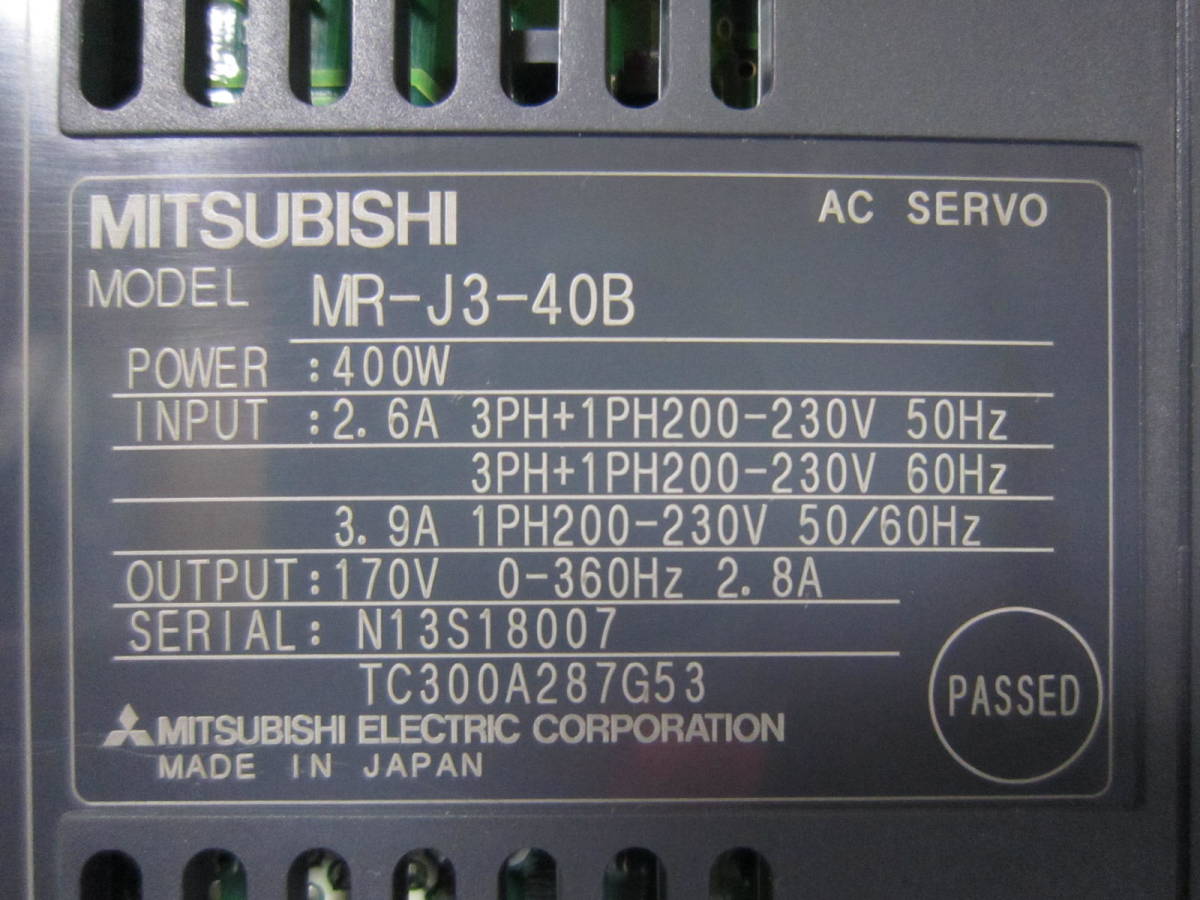 MITSUBISHI AC SERVO
MODEL MR-J3-40B
POWER :400W
INPUT :2.6A 3PH+1PH200-230V 50Hz
3PH+1PH200-230V 60Hz
3.9A 1PH200-230V 50/60Hz
OUTPUT:170V 0-360Hz 2.8A
SERIAL: N13S18007
TC300A287G53
PASSED
MITSUBISHI ELECTRIC CORPORATION
MADE IN JAPAN